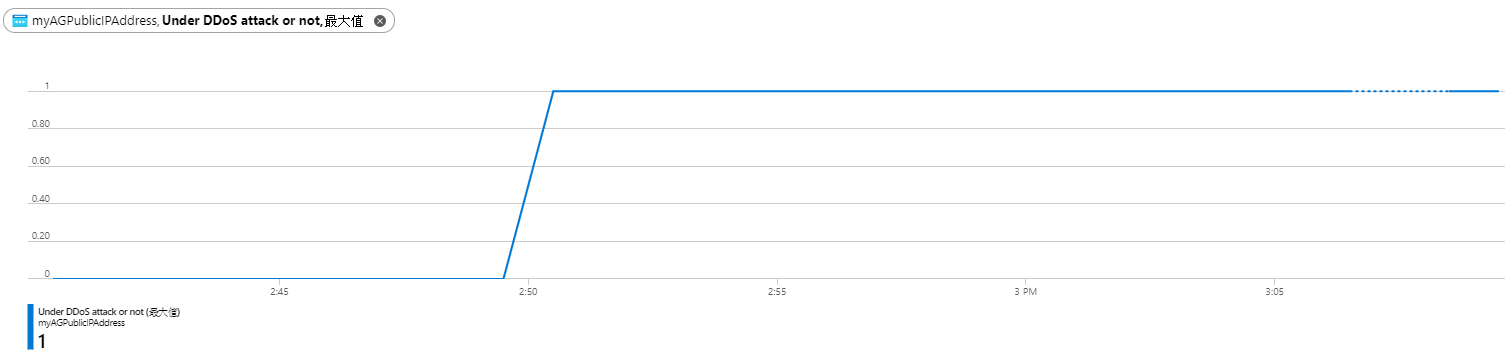 myAGPublicIPAddress, Under DDoS attack or not, 最大值
1
0.80
0.60
0.40
0.20
0
2:45 2:50 2:55 3 PM 3:05
Under DDoS attack or not (最大值)
myAGPublicIPAddress
1